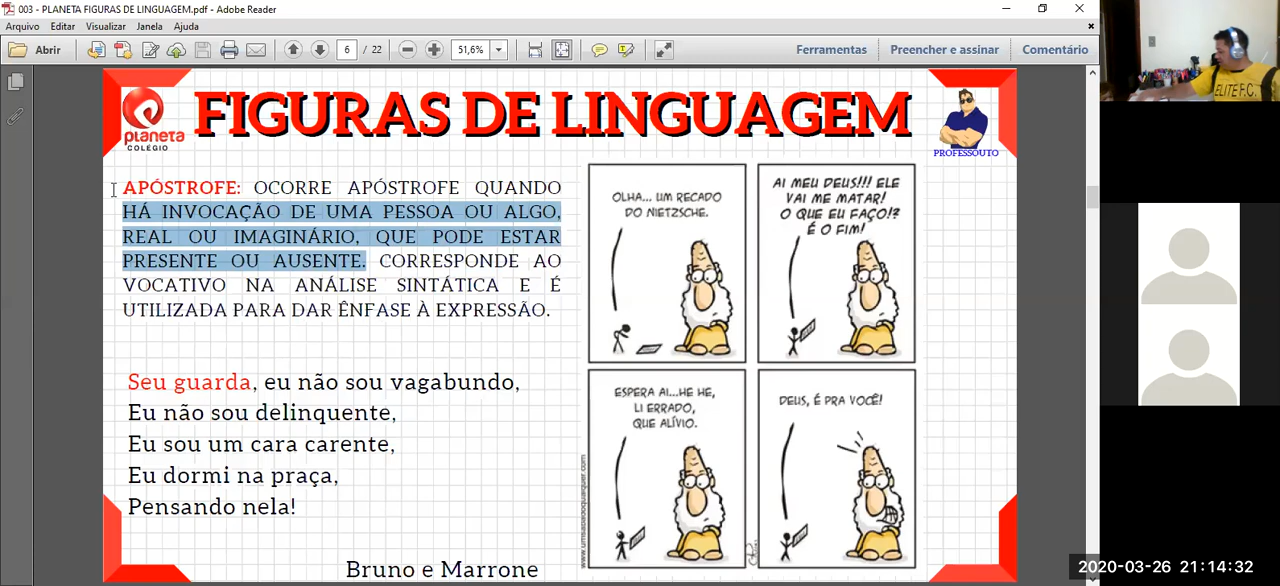 003 - PLANETA FIGURAS DE LINGUAGEM.pdf - Adobe Reader
Arquivo Editar Visualizar Janela Ajuda
Abrir 6 / 22 51,6% Ferramentas Preencher e assinar Comentário
planeta
COLÉGIO
FIGURAS DE LINGUAGEM
PROFESSOUTO
ELITE F.C.
APÓSTROFE: OCORRE APÓSTROFE QUANDO
HÁ INVOCAÇÃO DE UMA PESSOA OU ALGO,
REAL OU IMAGINÁRIO, QUE PODE ESTAR
PRESENTE OU AUSENTE. CORRESPONDE AO
VOCATIVO NA ANÁLISE SINTÁTICA E É
UTILIZADA PARA DAR ÊNFASE À EXPRESSÃO.
Seu guarda, eu não sou vagabundo,
Eu não sou delinquente,
Eu sou um cara carente,
Eu dormi na praça,
Pensando nela!
Bruno e Marrone
OLHA... UM RECADO
DO NIETZSCHE.
AI MEU DEUS!!! ELE
VAI ME MATAR!
O QUE EU FAÇO!?
É O FIM!
ESPERA AI...HE HE,
LI ERRADO,
QUE ALÍVIO.
DEUS, É PRA VOCÊ!
www.umsabadoqualquer.com
2020-03-26 21:14:32